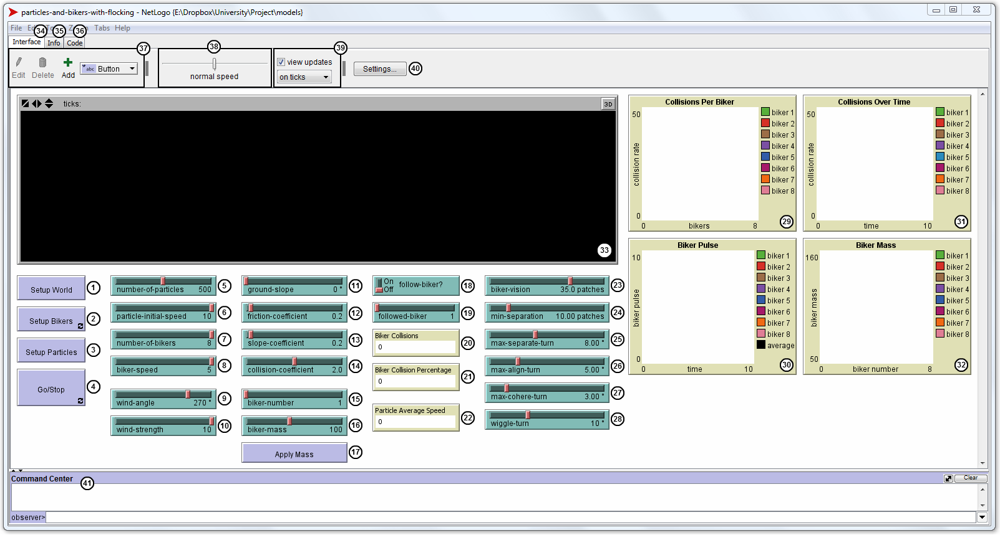 particles-and-bikers-with-flocking - NetLogo {E:\Dropbox\University\Project\models}
File Tabs Help
34 35 36
Interface Info Code
37 38 39
Edit Delete Add abc Button
normal speed
view updates
on ticks
Settings... 40
ticks: 3D
33
Collisions Per Biker
50
collision rate
0
0 bikers 8
biker 1
biker 2
biker 3
biker 4
biker 5
biker 6
biker 7
biker 8
29
Collisions Over Time
50
collision rate
0
0 time 10
biker 1
biker 2
biker 3
biker 4
biker 5
biker 6
biker 7
biker 8
31
Biker Pulse
10
biker pulse
0
0 time 10
biker 1
biker 2
biker 3
biker 4
biker 5
biker 6
biker 7
biker 8
average
30
Biker Mass
160
biker mass
50
0 biker number 8
biker 1
biker 2
biker 3
biker 4
biker 5
biker 6
biker 7
biker 8
32
Setup World 1
Setup Bikers 2
Setup Particles 3
Go/Stop 4
number-of-particles 500 5
particle-initial-speed 10 6
number-of-bikers 8 7
biker-speed 5 8
wind-angle 270 ° 9
wind-strength 10 10
ground-slope 0 ° 11
friction-coefficient 0.2 12
slope-coefficient 0.2 13
collision-coefficient 2.0 14
biker-number 1 15
biker-mass 100 16
Apply Mass 17
On
Off
follow-biker? 18
followed-biker 1 19
Biker Collisions
0 20
Biker Collision Percentage
0 21
Particle Average Speed
0 22
biker-vision 35.0 patches 23
min-separation 10.00 patches 24
max-separate-turn 8.00 ° 25
max-align-turn 5.00 ° 26
max-cohere-turn 3.00 ° 27
wiggle-turn 10 ° 28
Command Center 41 Clear
observer>